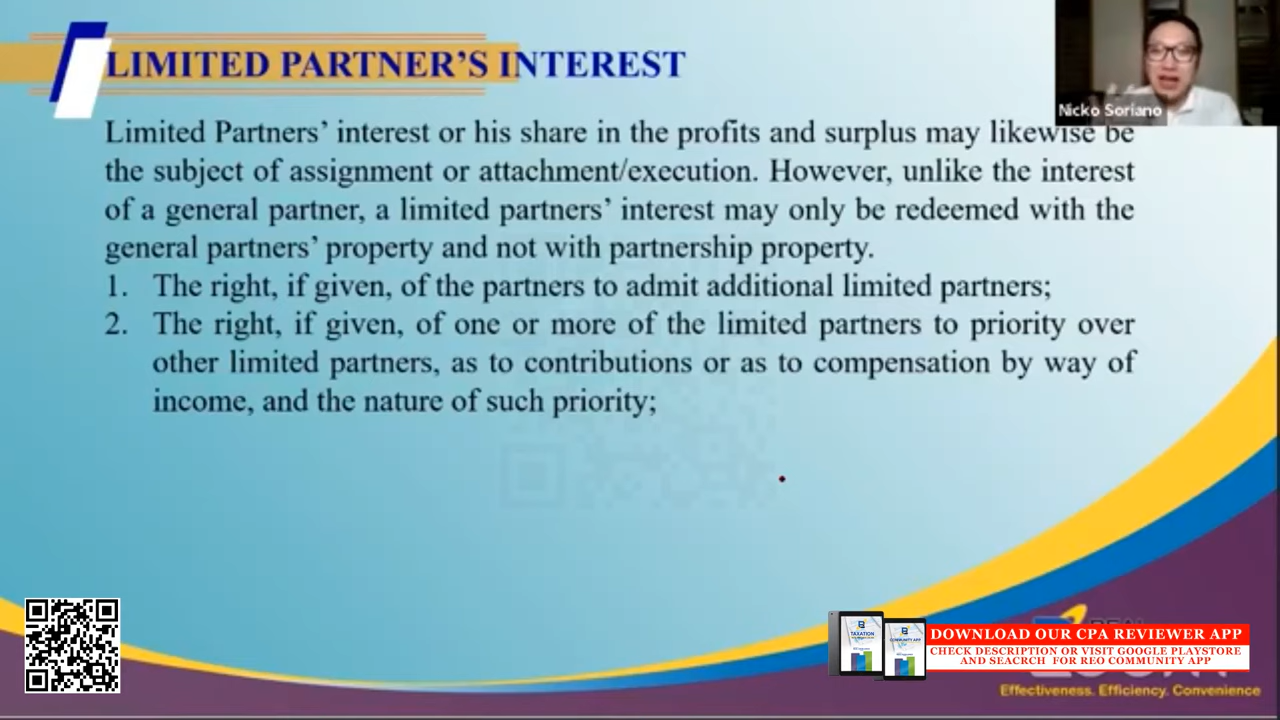 LIMITED PARTNER'S INTEREST
Nicko Soriano
Limited Partners' interest or his share in the profits and surplus may likewise be
the subject of assignment or attachment/execution. However, unlike the interest
of a general partner, a limited partners' interest may only be redeemed with the
general partners' property and not with partnership property.
1. The right, if given, of the partners to admit additional limited partners;
2. The right, if given, of one or more of the limited partners to priority over
other limited partners, as to contributions or as to compensation by way of
income, and the nature of such priority;
TAXATION
COMMUNITY APP
DOWNLOAD OUR CPA REVIEWER APP
CHECK DESCRIPTION OR VISIT GOOGLE PLAYSTORE
AND SEACRCH FOR REO COMMUNITY APP
Effectiveness. Efficiency. Convenience